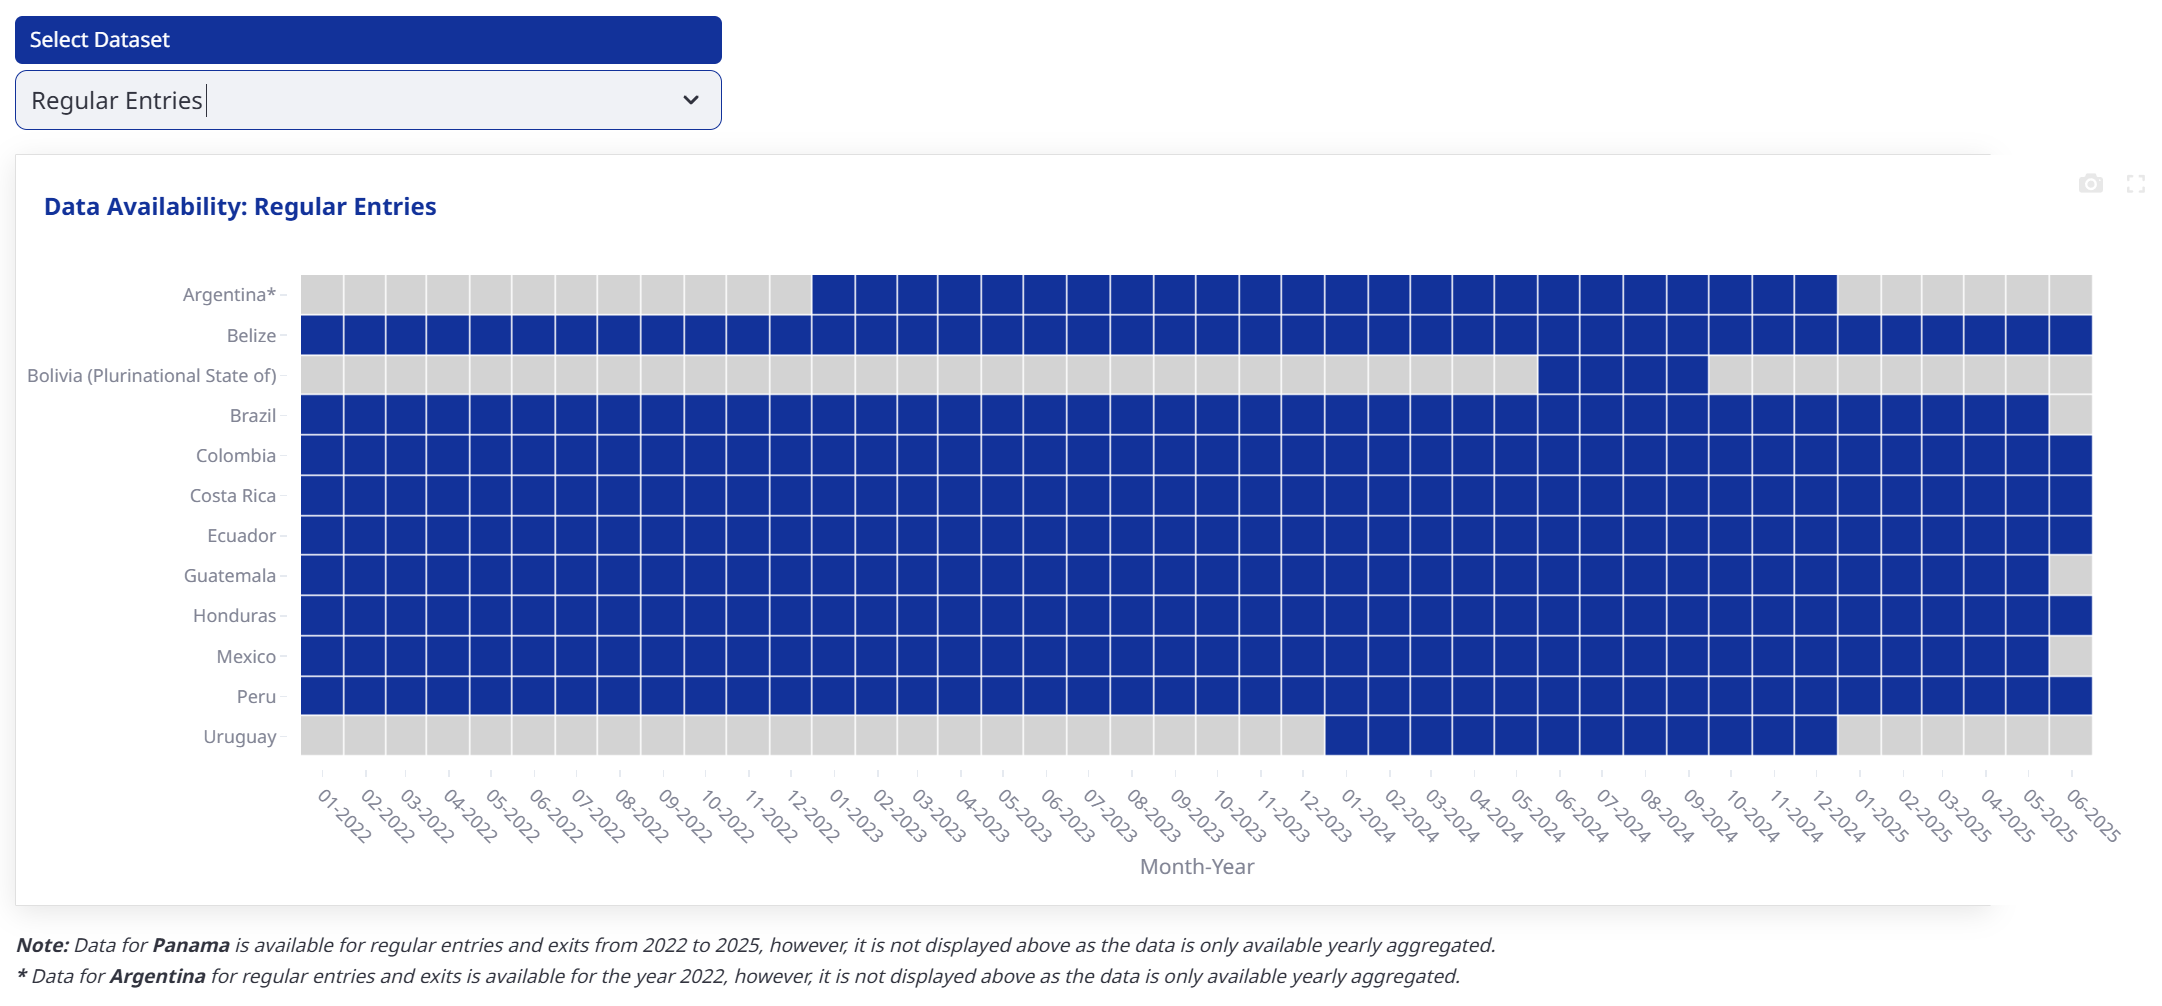 Select Dataset
Regular Entries
Data Availability: Regular Entries
Argentina*
Belize
Bolivia (Plurinational State of)
Brazil
Colombia
Costa Rica
Ecuador
Guatemala
Honduras
Mexico
Peru
Uruguay
01-2022 02-2022 03-2022 04-2022 05-2022 06-2022 07-2022 08-2022 09-2022 10-2022 11-2022 12-2022 01-2023 02-2023 03-2023 04-2023 05-2023 06-2023 07-2023 08-2023 09-2023 10-2023 11-2023 12-2023 01-2024 02-2024 03-2024 04-2024 05-2024 06-2024 07-2024 08-2024 09-2024 10-2024 11-2024 12-2024 01-2025 02-2025 03-2025 04-2025 05-2025 06-2025
Month-Year
Note: Data for Panama is available for regular entries and exits from 2022 to 2025, however, it is not displayed above as the data is only available yearly aggregated.
* Data for Argentina for regular entries and exits is available for the year 2022, however, it is not displayed above as the data is only available yearly aggregated.